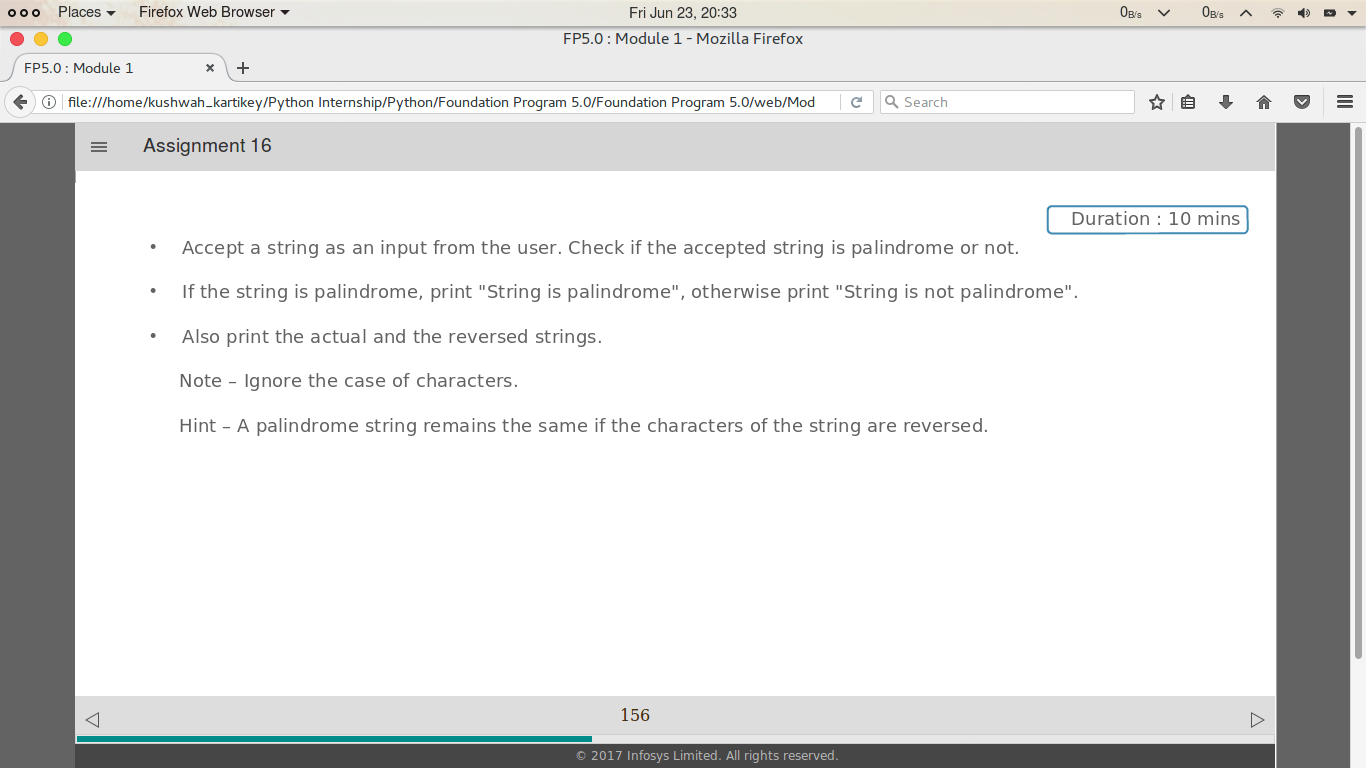 Places
Firefox Web Browser
Fri Jun 23, 20:33
0B/s
0B/s
FP5.0 : Module 1 - Mozilla Firefox
FP5.0 : Module 1
file:///home/kushwah_kartikey/Python Internship/Python/Foundation Program 5.0/Foundation Program 5.0/web/Mod
Search
Assignment 16
Duration : 10 mins
• Accept a string as an input from the user. Check if the accepted string is palindrome or not.
• If the string is palindrome, print "String is palindrome", otherwise print "String is not palindrome".
• Also print the actual and the reversed strings.
Note – Ignore the case of characters.
Hint – A palindrome string remains the same if the characters of the string are reversed.
156
© 2017 Infosys Limited. All rights reserved.